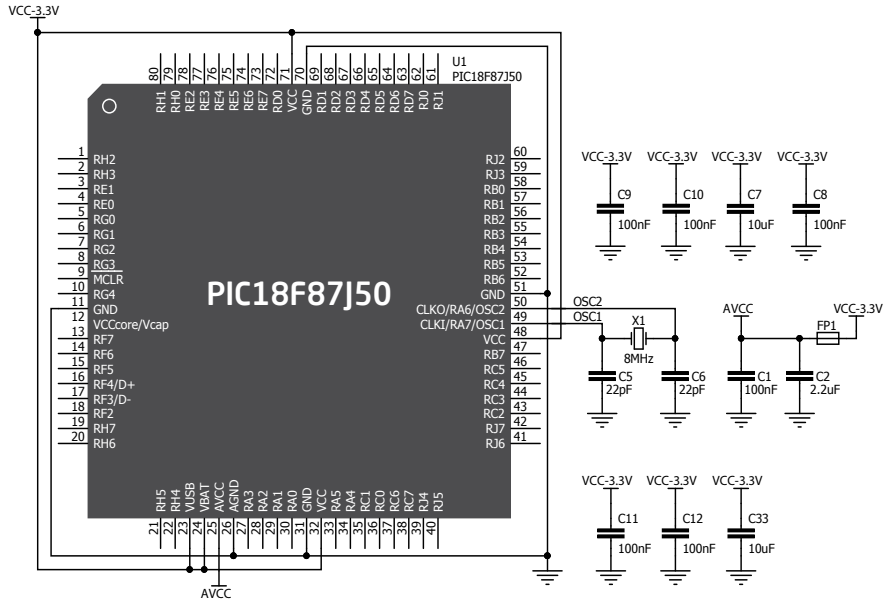 VCC-3.3V
U1
PIC18F87J50
80 79 78 77 76 75 74 73 72 71 70 69 68 67 66 65 64 63 62 61
RH1 RH0 RE2 RE3 RE4 RE5 RE6 RE7 RD0 VCC GND RD1 RD2 RD3 RD4 RD5 RD6 RD7 RJ0 RJ1
1 RH2
2 RH3
3 RE1
4 RE0
5 RG0
6 RG1
7 RG2
8 RG3
9 MCLR
10 RG4
11 GND
12 VCCcore/Vcap
13 RF7
14 RF6
15 RF5
16 RF4/D+
17 RF3/D-
18 RF2
19 RH7
20 RH6
PIC18F87J50
RJ2 60
RJ3 59
RB0 58
RB1 57
RB2 56
RB3 55
RB4 54
RB5 53
RB6 52
GND 51
CLKO/RA6/OSC2 50
CLKI/RA7/OSC1 49
VCC 48
RB7 47
RC5 46
RC4 45
RC3 44
RC2 43
RJ7 42
RJ6 41
RH5 RH4 VUSB VBAT AVCC AGND RA3 RA2 RA1 RA0 GND VCC RA5 RA4 RC1 RC0 RC6 RC7 RJ4 RJ5
21 22 23 24 25 26 27 28 29 30 31 32 33 34 35 36 37 38 39 40
AVCC
OSC2
OSC1
X1
8MHz
C5
22pF
C6
22pF
VCC-3.3V VCC-3.3V VCC-3.3V VCC-3.3V
C9 C10 C7 C8
100nF 100nF 10uF 100nF
AVCC
VCC-3.3V
FP1
C1
100nF
C2
2.2uF
VCC-3.3V VCC-3.3V VCC-3.3V
C11 C12 C33
100nF 100nF 10uF